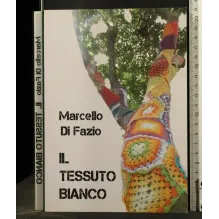 Marcello
Di Fazio
IL
TESSUTO
BIANCO
Marcello Di Fazio IL TESSUTO BIANCO